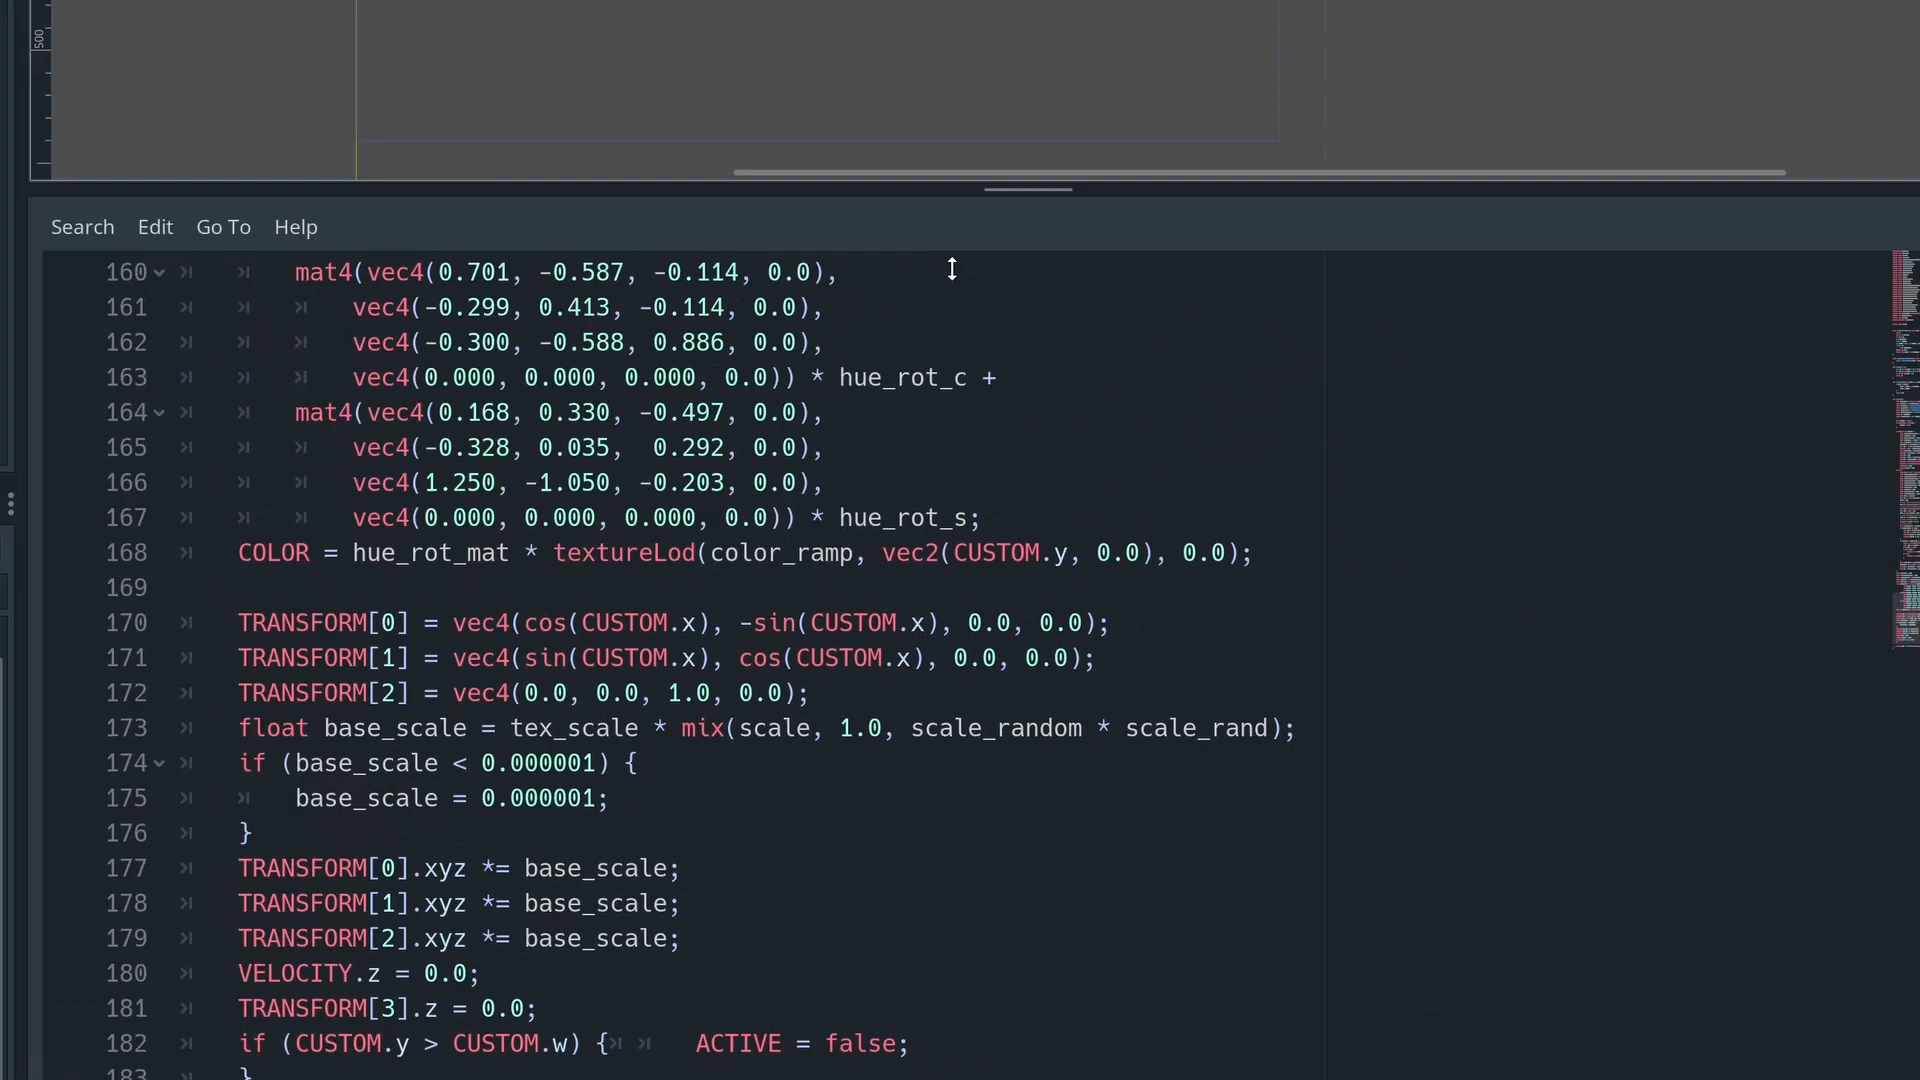 500
Search Edit Go To Help
160 mat4(vec4(0.701, -0.587, -0.114, 0.0),
161 vec4(-0.299, 0.413, -0.114, 0.0),
162 vec4(-0.300, -0.588, 0.886, 0.0),
163 vec4(0.000, 0.000, 0.000, 0.0)) * hue_rot_c +
164 mat4(vec4(0.168, 0.330, -0.497, 0.0),
165 vec4(-0.328, 0.035,  0.292, 0.0),
166 vec4(1.250, -1.050, -0.203, 0.0),
167 vec4(0.000, 0.000, 0.000, 0.0)) * hue_rot_s;
168 COLOR = hue_rot_mat * textureLod(color_ramp, vec2(CUSTOM.y, 0.0), 0.0);
169
170 TRANSFORM[0] = vec4(cos(CUSTOM.x), -sin(CUSTOM.x), 0.0, 0.0);
171 TRANSFORM[1] = vec4(sin(CUSTOM.x), cos(CUSTOM.x), 0.0, 0.0);
172 TRANSFORM[2] = vec4(0.0, 0.0, 1.0, 0.0);
173 float base_scale = tex_scale * mix(scale, 1.0, scale_random * scale_rand);
174 if (base_scale < 0.000001) {
175 base_scale = 0.000001;
176 }
177 TRANSFORM[0].xyz *= base_scale;
178 TRANSFORM[1].xyz *= base_scale;
179 TRANSFORM[2].xyz *= base_scale;
180 VELOCITY.z = 0.0;
181 TRANSFORM[3].z = 0.0;
182 if (CUSTOM.y > CUSTOM.w) { ACTIVE = false;
183 }